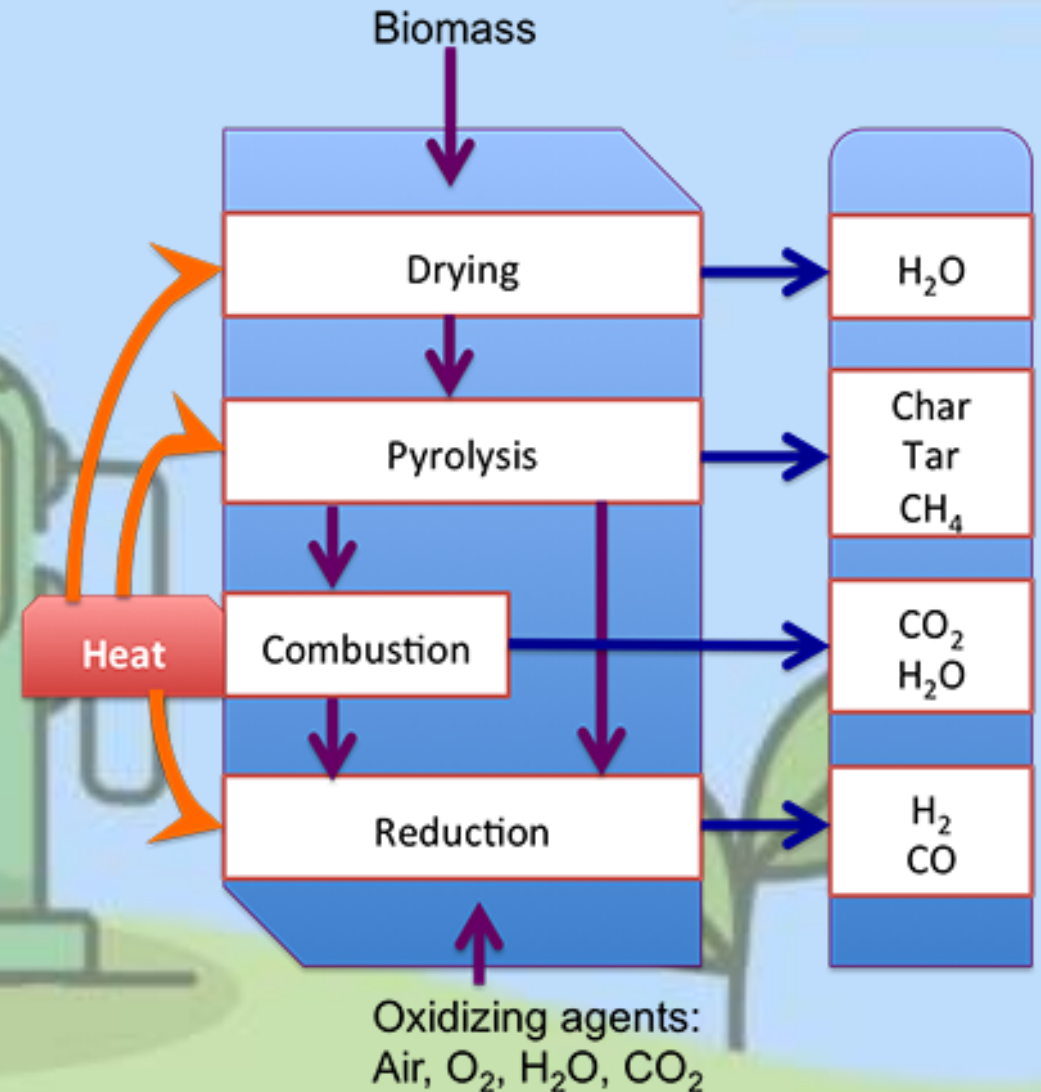 Biomass
Drying
H₂O
Pyrolysis
Char
Tar
CH₄
Heat
Combustion
CO₂
H₂O
Reduction
H₂
CO
Oxidizing agents:
Air, O₂, H₂O, CO₂